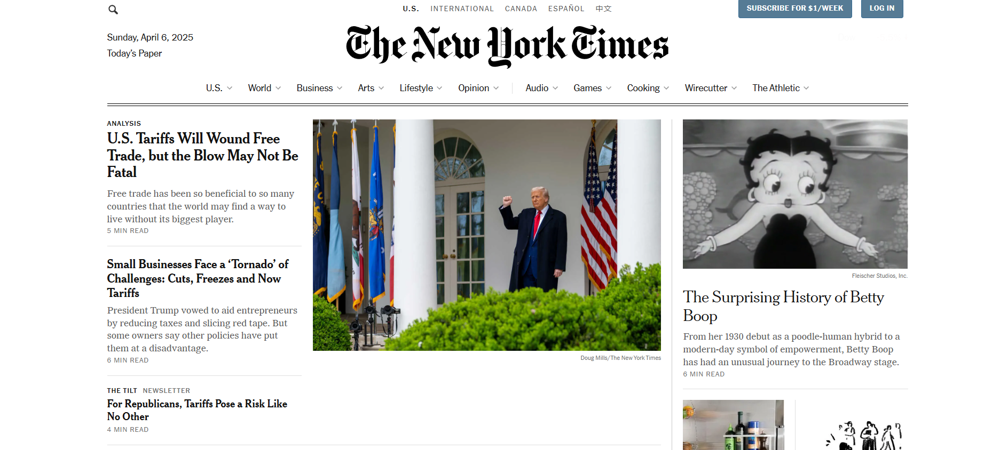 U.S. INTERNATIONAL CANADA ESPAÑOL 中文
SUBSCRIBE FOR $1/WEEK LOG IN
Sunday, April 6, 2025
Today's Paper
The New York Times
U.S. World Business Arts Lifestyle Opinion Audio Games Cooking Wirecutter The Athletic
ANALYSIS
U.S. Tariffs Will Wound Free
Trade, but the Blow May Not Be
Fatal
Free trade has been so beneficial to so many
countries that the world may find a way to
live without its biggest player.
5 MIN READ
Small Businesses Face a ‘Tornado’ of
Challenges: Cuts, Freezes and Now
Tariffs
President Trump vowed to aid entrepreneurs
by reducing taxes and slicing red tape. But
some owners say other policies have put
them at a disadvantage.
6 MIN READ
THE TILT NEWSLETTER
For Republicans, Tariffs Pose a Risk Like
No Other
4 MIN READ
Doug Mills/The New York Times
Fleischer Studios, Inc.
The Surprising History of Betty
Boop
From her 1930 debut as a poodle-human hybrid to a
modern-day symbol of empowerment, Betty Boop
has had an unusual journey to the Broadway stage.
6 MIN READ